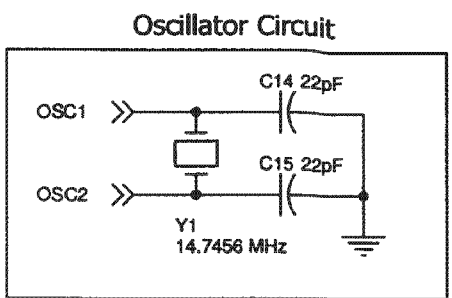 Oscillator Circuit
C14 22pF
OSC1
C15 22pF
OSC2
Y1
14.7456 MHz